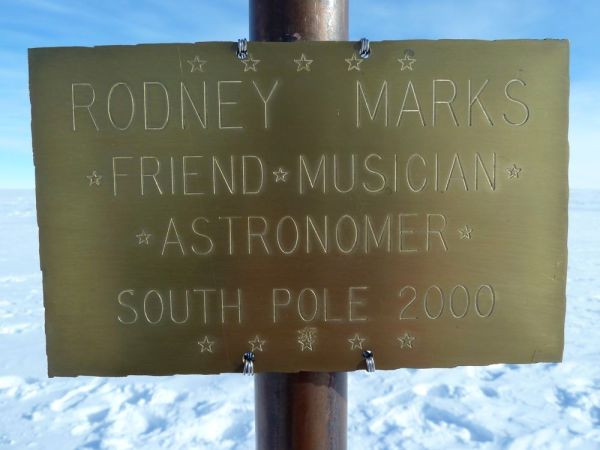 RODNEY MARKS
FRIEND MUSICIAN
ASTRONOMER
SOUTH POLE 2000